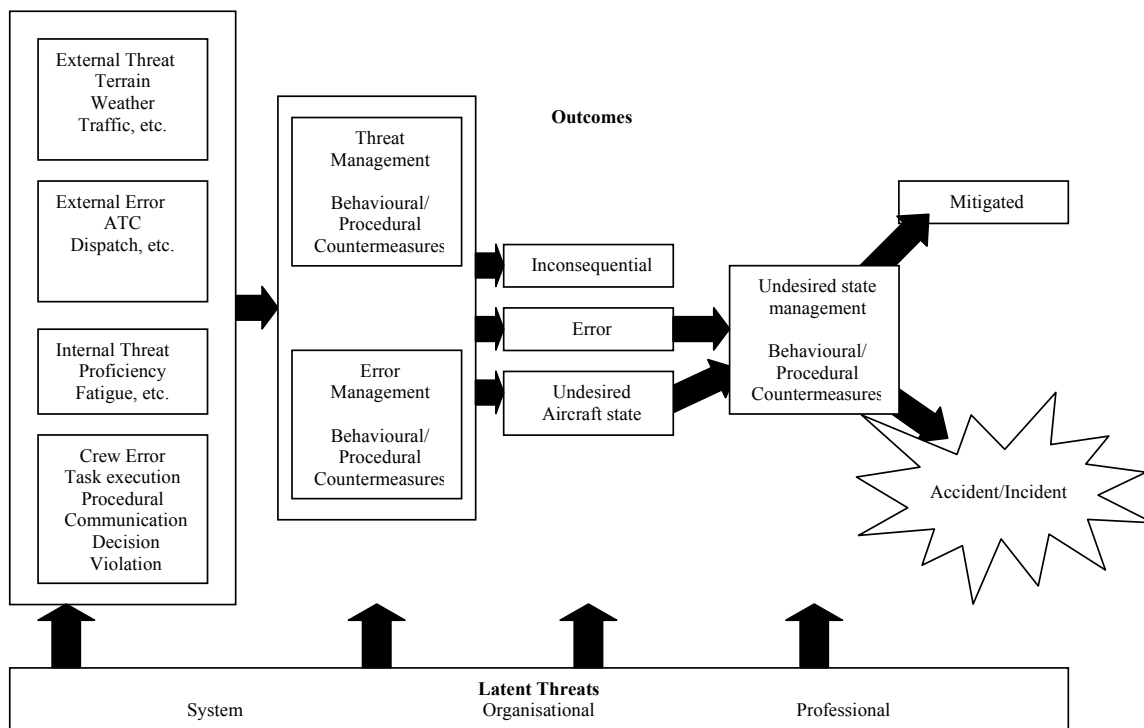 External Threat
Terrain
Weather
Traffic, etc.
External Error
ATC
Dispatch, etc.
Internal Threat
Proficiency
Fatigue, etc.
Crew Error
Task execution
Procedural
Communication
Decision
Violation
Threat
Management
Behavioural/
Procedural
Countermeasures
Error
Management
Behavioural/
Procedural
Countermeasures
Outcomes
Inconsequential
Error
Undesired
Aircraft state
Undesired state
management
Behavioural/
Procedural
Countermeasures
Mitigated
Accident/Incident
Latent Threats
System Organisational Professional